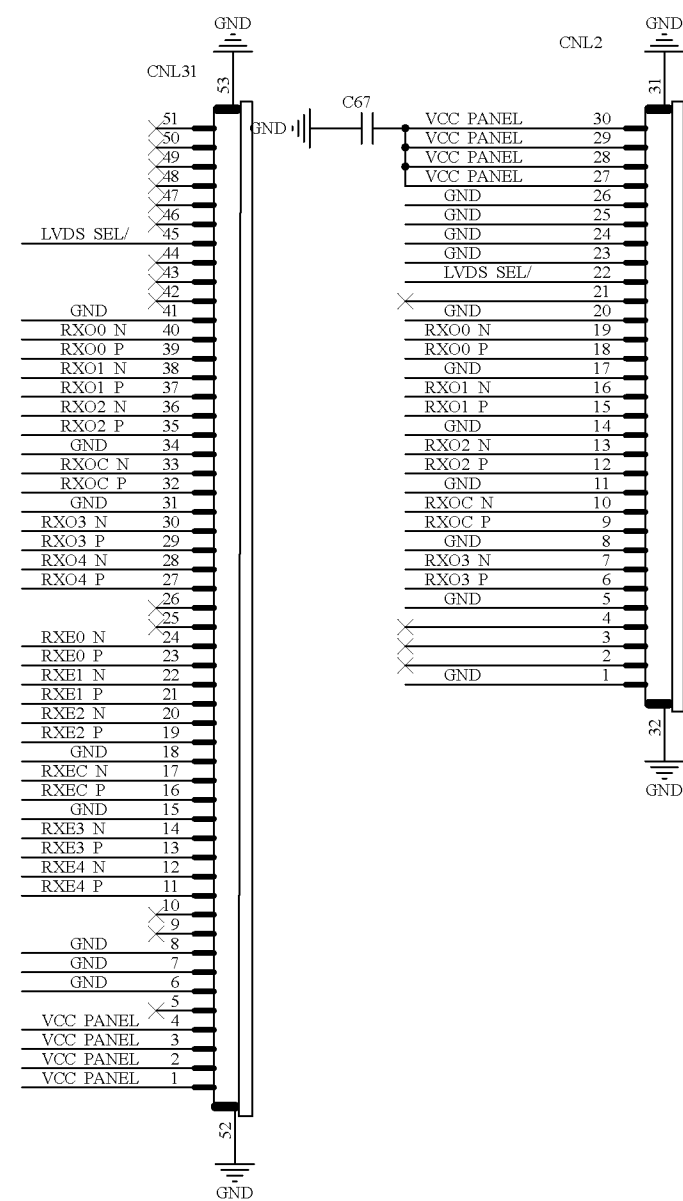 GND
CNL31
53
51
50
49
48
47
46
LVDS SEL/ 45
44
43
42
GND 41
RXO0 N 40
RXO0 P 39
RXO1 N 38
RXO1 P 37
RXO2 N 36
RXO2 P 35
GND 34
RXOC N 33
RXOC P 32
GND 31
RXO3 N 30
RXO3 P 29
RXO4 N 28
RXO4 P 27
26
25
RXE0 N 24
RXE0 P 23
RXE1 N 22
RXE1 P 21
RXE2 N 20
RXE2 P 19
GND 18
RXEC N 17
RXEC P 16
GND 15
RXE3 N 14
RXE3 P 13
RXE4 N 12
RXE4 P 11
10
9
GND 8
GND 7
GND 6
5
VCC PANEL 4
VCC PANEL 3
VCC PANEL 2
VCC PANEL 1
52
GND
GND
CNL2
31
C67
GND
VCC PANEL 30
VCC PANEL 29
VCC PANEL 28
VCC PANEL 27
GND 26
GND 25
GND 24
GND 23
LVDS SEL/ 22
21
GND 20
RXO0 N 19
RXO0 P 18
GND 17
RXO1 N 16
RXO1 P 15
GND 14
RXO2 N 13
RXO2 P 12
GND 11
RXOC N 10
RXOC P 9
GND 8
RXO3 N 7
RXO3 P 6
GND 5
4
3
2
GND 1
32
GND